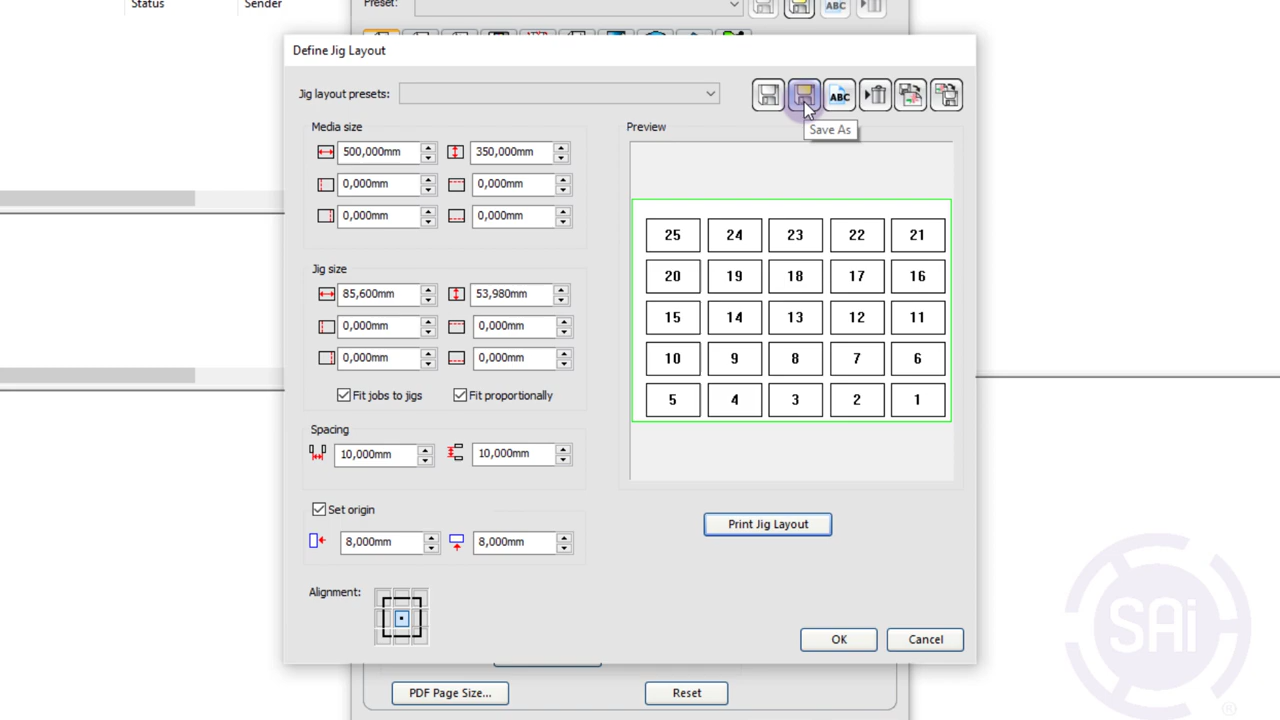 Status Sender
Preset:
ABC
Define Jig Layout
Jig layout presets:
ABC
Save As
Media size
500,000mm 350,000mm
0,000mm 0,000mm
0,000mm 0,000mm
Jig size
85,600mm 53,980mm
0,000mm 0,000mm
0,000mm 0,000mm
Fit jobs to jigs Fit proportionally
Spacing
10,000mm 10,000mm
Set origin
8,000mm 8,000mm
Alignment:
Preview
25 24 23 22 21
20 19 18 17 16
15 14 13 12 11
10 9 8 7 6
5 4 3 2 1
Print Jig Layout
OK Cancel
PDF Page Size... Reset
SAi
®